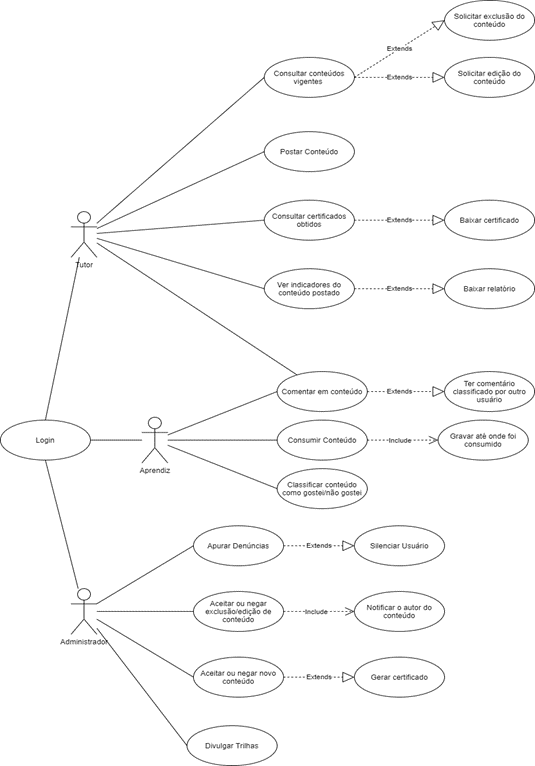 Solicitar exclusão do
conteúdo
Extends
Consultar conteúdos
vigentes
Extends
Solicitar edição do
conteúdo
Postar Conteúdo
Consultar certificados
obtidos
Extends
Baixar certificado
Tutor
Ver indicadores do
conteúdo postado
Extends
Baixar relatório
Comentar em conteúdo
Extends
Ter comentário
classificado por outro
usuário
Login
Aprendiz
Consumir Conteúdo
Include
Gravar até onde foi
consumido
Classificar conteúdo
como gostei/não gostei
Apurar Denúncias
Extends
Silenciar Usuário
Administrador
Aceitar ou negar
exclusão/edição de
conteúdo
Include
Notificar o autor do
conteúdo
Aceitar ou negar novo
conteúdo
Extends
Gerar certificado
Divulgar Trilhas